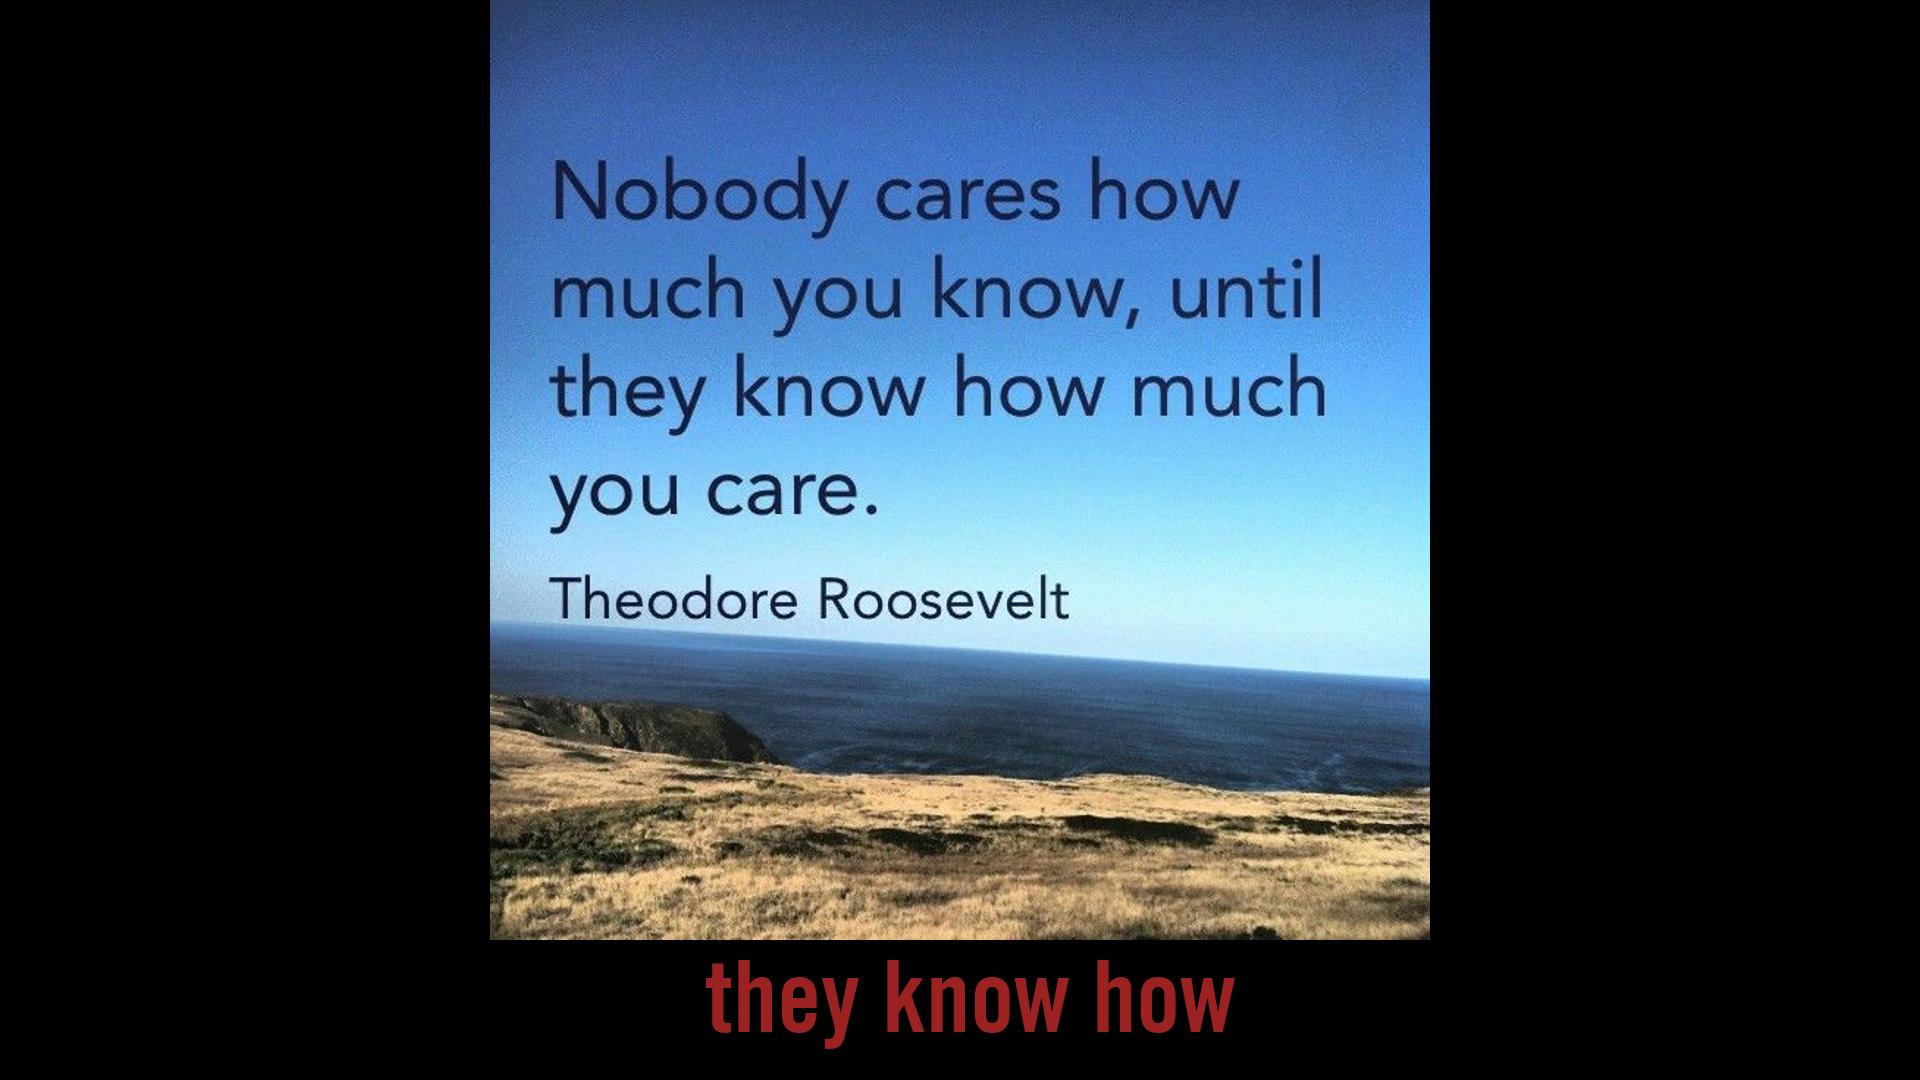 Nobody cares how
much you know, until
they know how much
you care.
Theodore Roosevelt
they know how